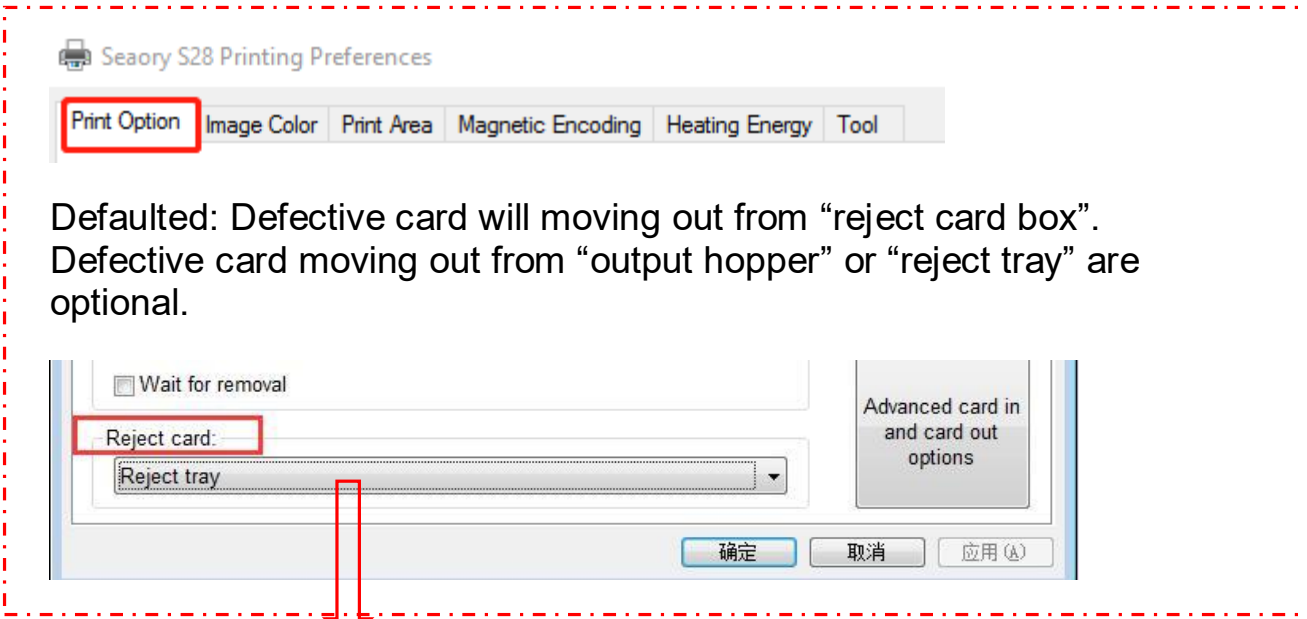 Seaory S28 Printing Preferences
Print Option Image Color Print Area Magnetic Encoding Heating Energy Tool
Defaulted: Defective card will moving out from “reject card box”.
Defective card moving out from “output hopper” or “reject tray” are
optional.
Wait for removal
Reject card:
Reject tray
Advanced card in
and card out
options
确定 取消 应用(A)